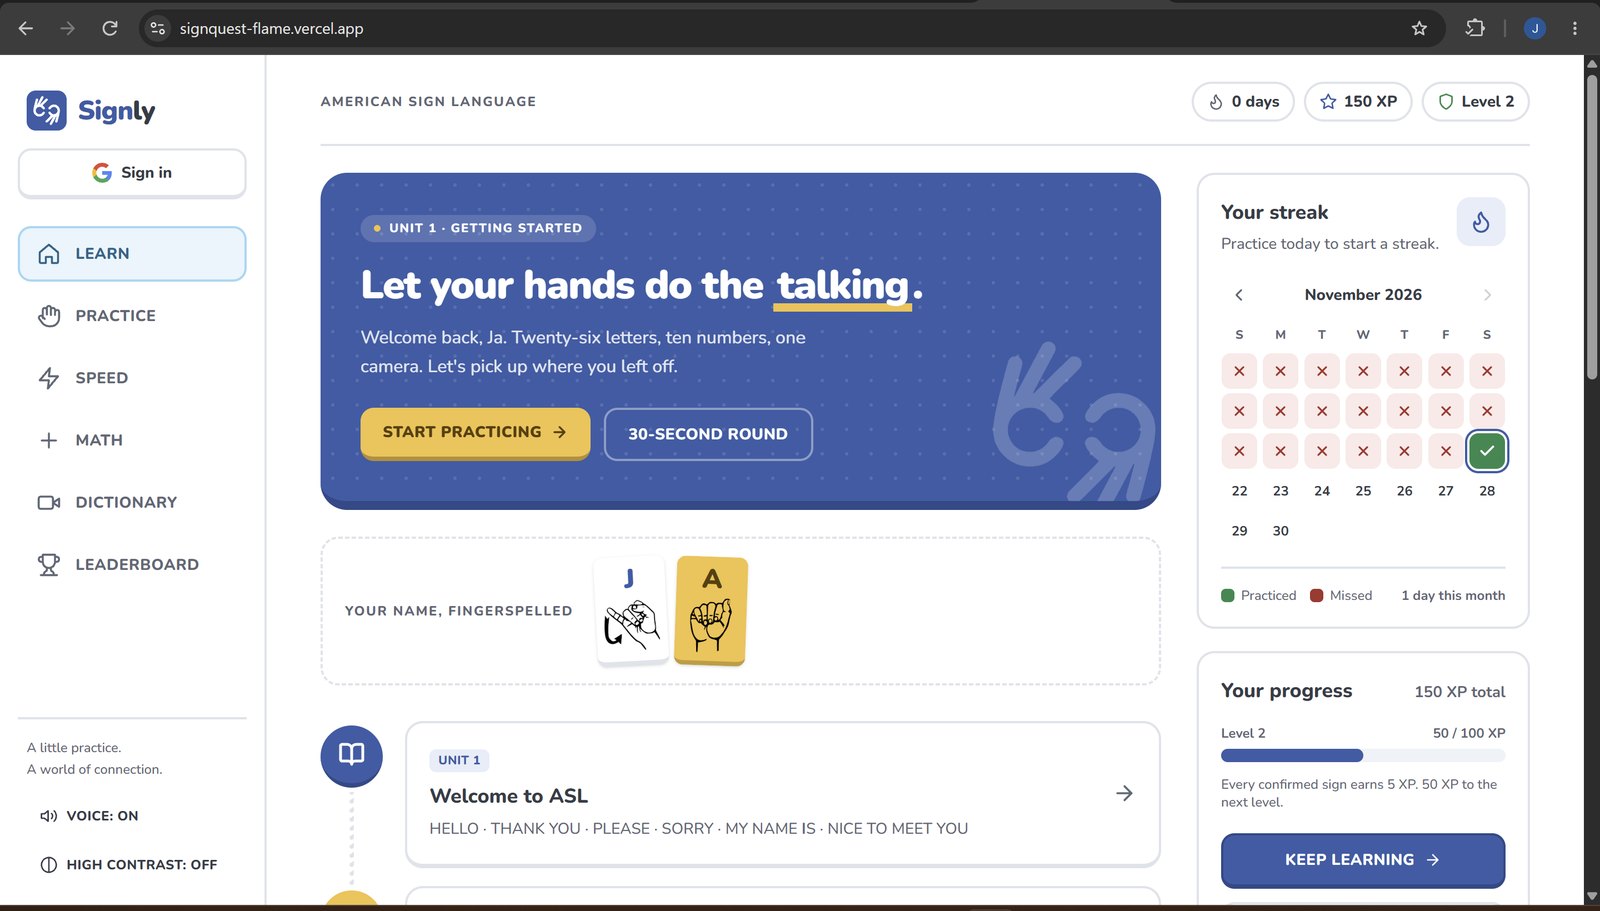 signquest-flame.vercel.app
J
Signly
Sign in
LEARN
PRACTICE
SPEED
MATH
DICTIONARY
LEADERBOARD
A little practice.
A world of connection.
VOICE: ON
HIGH CONTRAST: OFF
AMERICAN SIGN LANGUAGE
0 days
150 XP
Level 2
UNIT 1 · GETTING STARTED
Let your hands do the talking.
Welcome back, Ja. Twenty-six letters, ten numbers, one
camera. Let's pick up where you left off.
START PRACTICING →
30-SECOND ROUND
YOUR NAME, FINGERSPELLED
J
A
UNIT 1
Welcome to ASL
HELLO · THANK YOU · PLEASE · SORRY · MY NAME IS · NICE TO MEET YOU
Your streak
Practice today to start a streak.
November 2026
S M T W T F S
22 23 24 25 26 27 28
29 30
Practiced
Missed
1 day this month
Your progress
150 XP total
Level 2
50 / 100 XP
Every confirmed sign earns 5 XP. 50 XP to the
next level.
KEEP LEARNING →